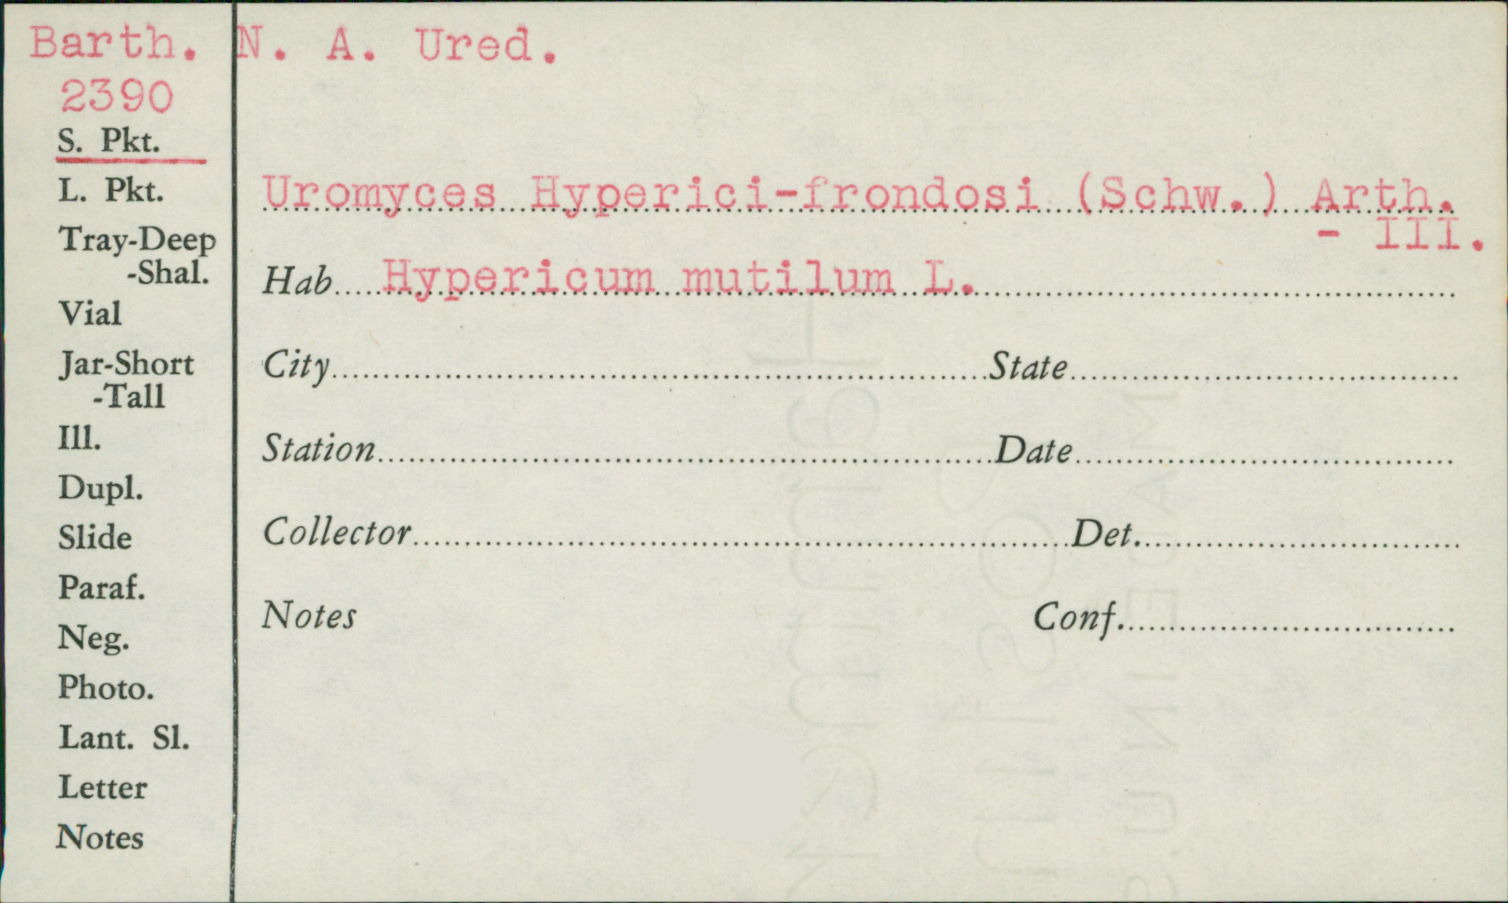 Barth. N. A. Ured.
2390
S. Pkt.
L. Pkt.
Tray-Deep
-Shal.
Vial
Jar-Short
-Tall
Ill.
Dupl.
Slide
Paraf.
Neg.
Photo.
Lant. Sl.
Letter
Notes
Uromyces Hyperici-frondosi (Schw.) Arth.
- III.
Hab Hypericum mutilum L.
City State
Station Date
Collector Det.
Notes Conf.